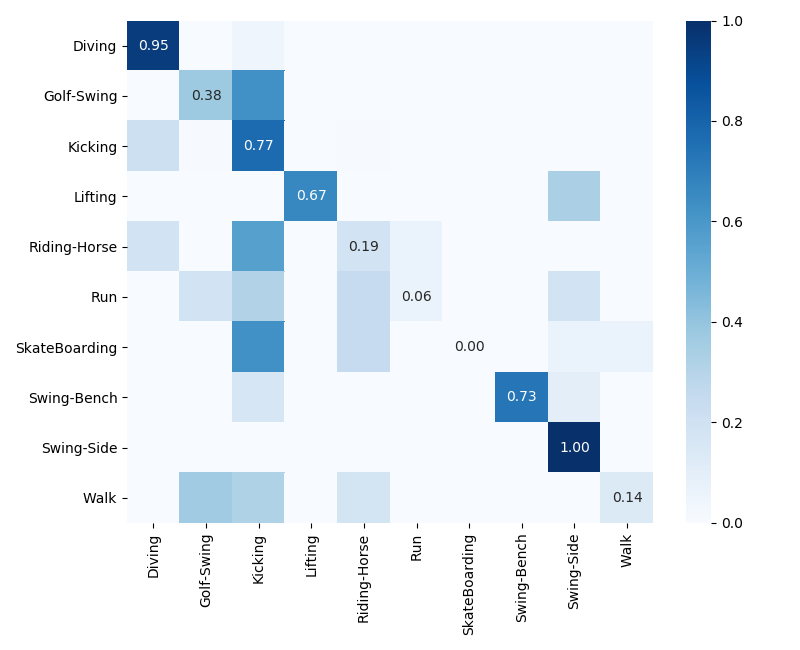 Diving 0.95
Golf-Swing 0.38
Kicking 0.77
Lifting 0.67
Riding-Horse 0.19
Run 0.06
SkateBoarding 0.00
Swing-Bench 0.73
Swing-Side 1.00
Walk 0.14
Diving
Golf-Swing
Kicking
Lifting
Riding-Horse
Run
SkateBoarding
Swing-Bench
Swing-Side
Walk
1.0
0.8
0.6
0.4
0.2
0.0